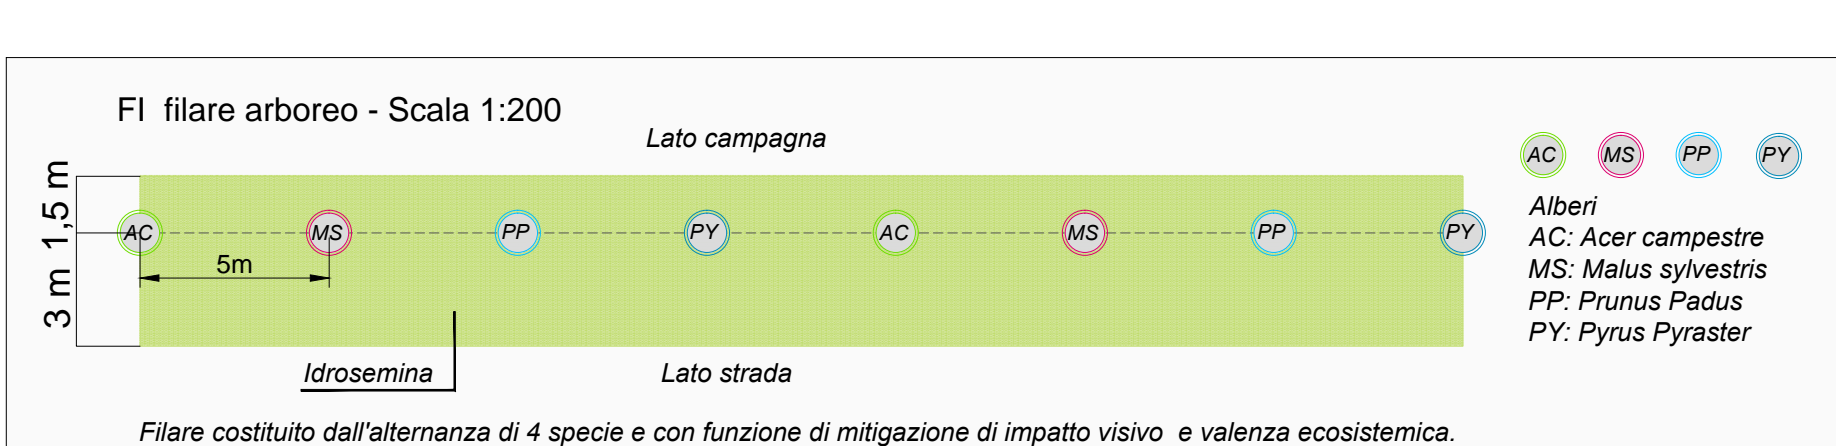 FI filare arboreo - Scala 1:200
Lato campagna
1,5 m
3 m
AC MS PP PY AC MS PP PY
5m
Idrosemina
Lato strada
AC MS PP PY
Alberi
AC: Acer campestre
MS: Malus sylvestris
PP: Prunus Padus
PY: Pyrus Pyraster
Filare costituito dall'alternanza di 4 specie e con funzione di mitigazione di impatto visivo e valenza ecosistemica.